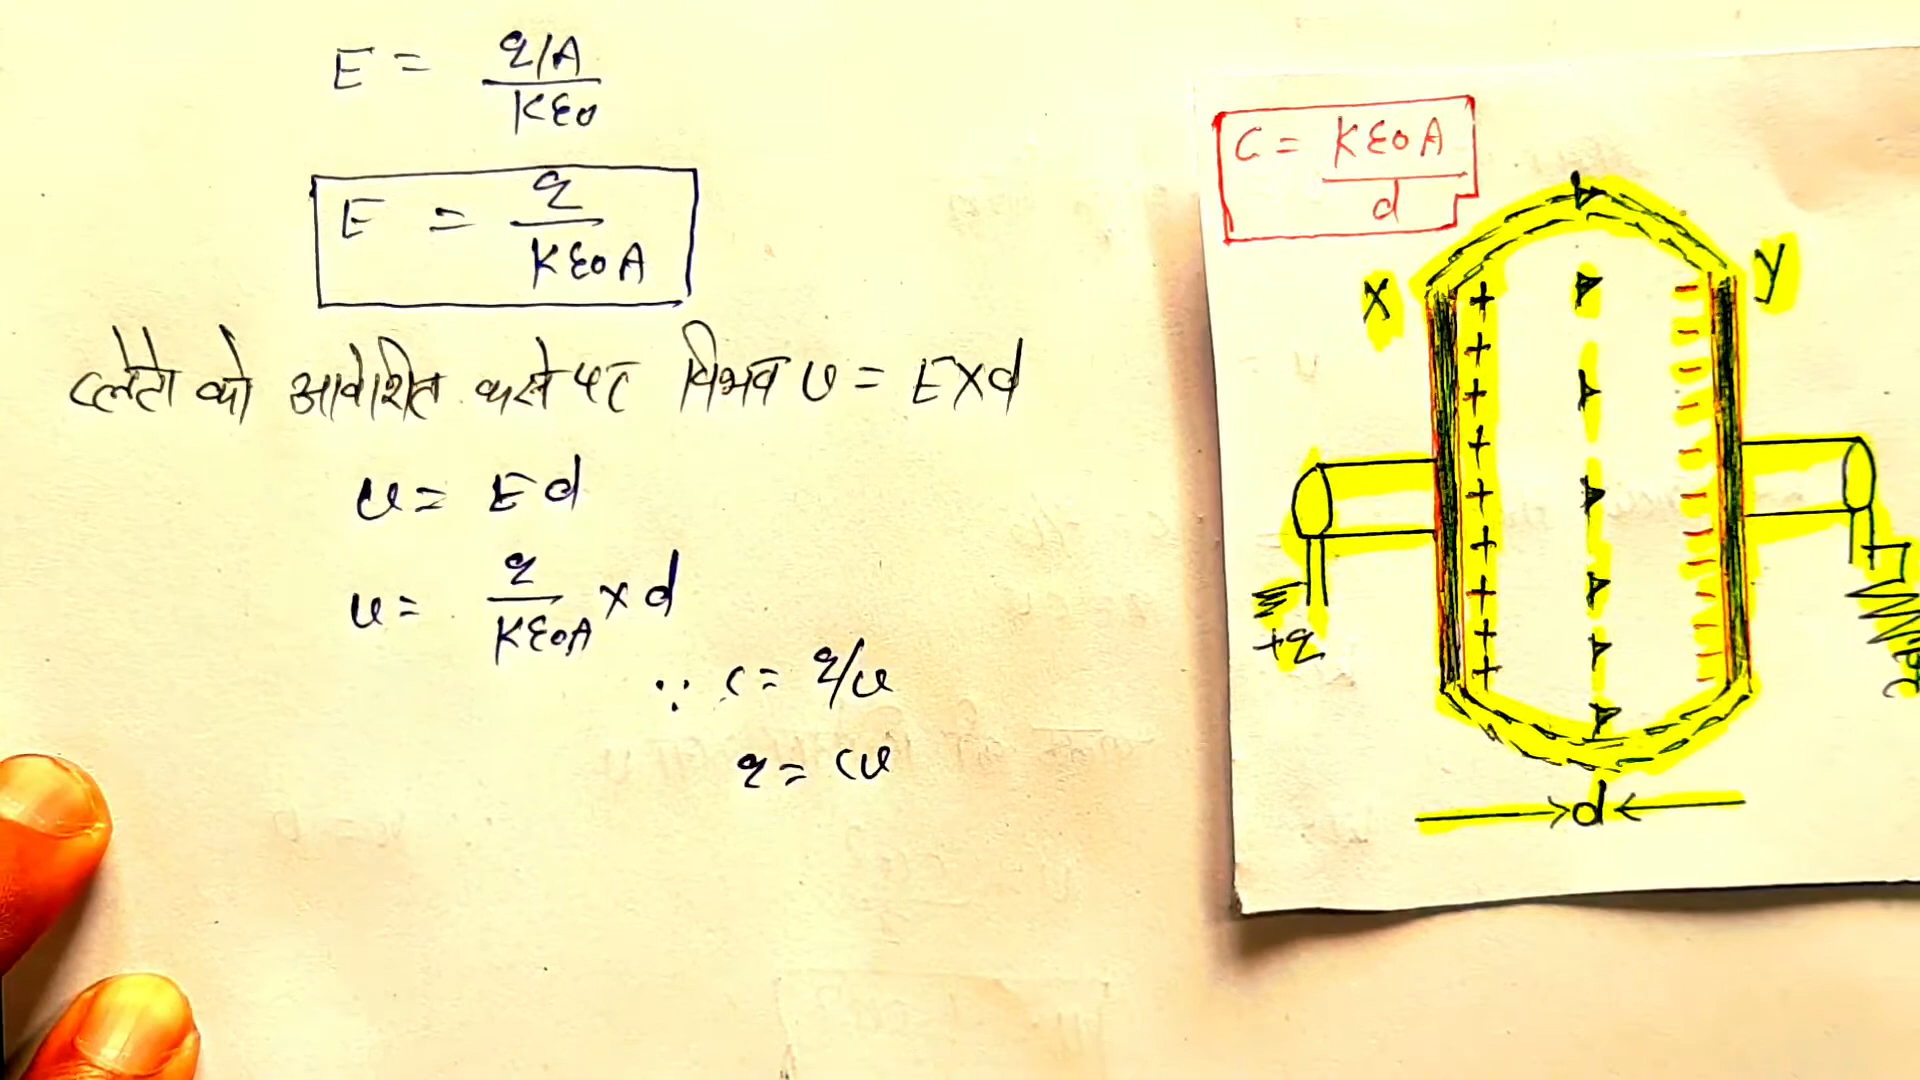 E = q/A / Kε0
E = q / Kε0A
प्लेटो को आवेशित करने पर विभव v = E×d
v = Ed
v = q / Kε0A × d
∵ c = q/v
q = cv
C = Kε0A / d
X
Y
+ + + + + + + + +
+q
d